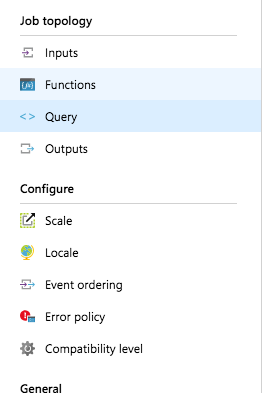 Job topology
Inputs
Functions
Query
Outputs
Configure
Scale
Locale
Event ordering
Error policy
Compatibility level
General